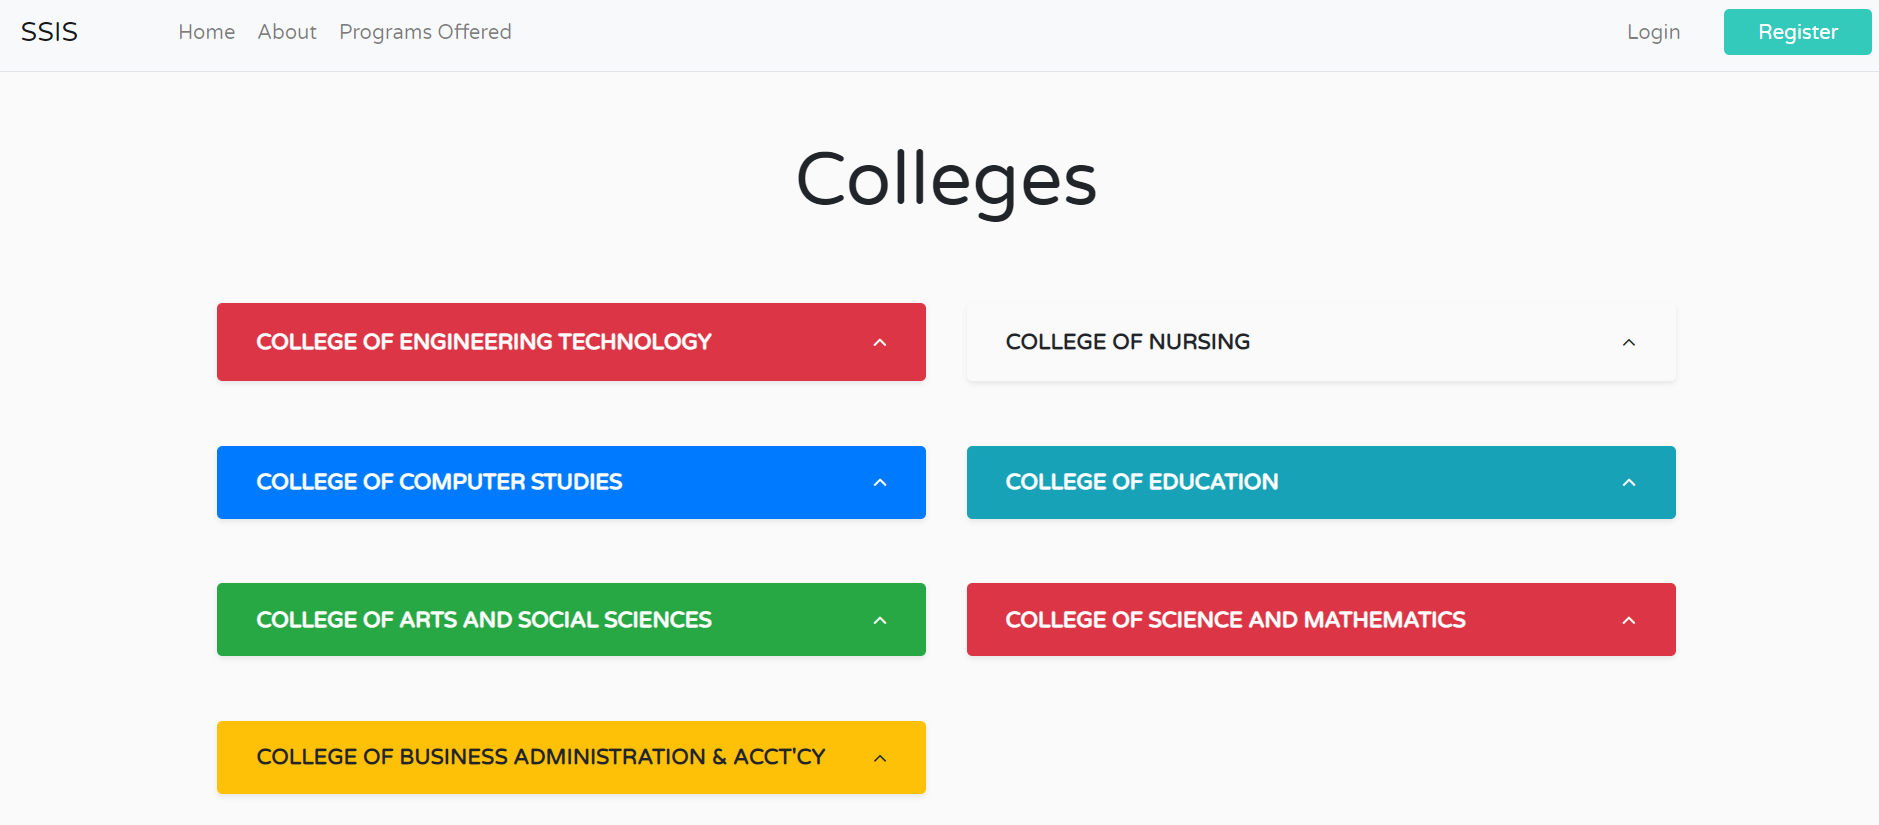 SSIS Home About Programs Offered Login Register
Colleges
COLLEGE OF ENGINEERING TECHNOLOGY
COLLEGE OF NURSING
COLLEGE OF COMPUTER STUDIES
COLLEGE OF EDUCATION
COLLEGE OF ARTS AND SOCIAL SCIENCES
COLLEGE OF SCIENCE AND MATHEMATICS
COLLEGE OF BUSINESS ADMINISTRATION & ACCT'CY